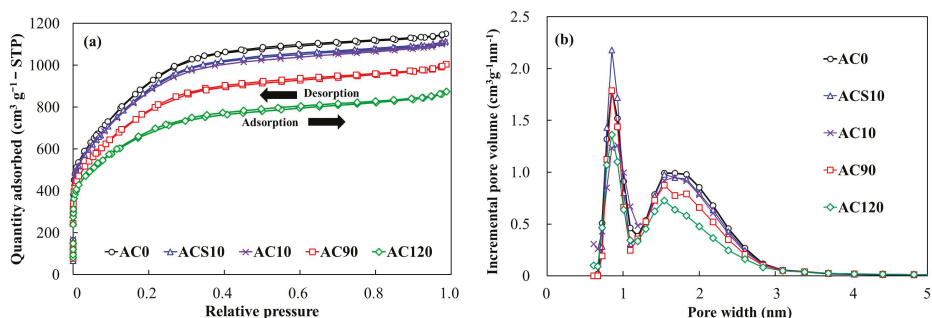 (a)
Quantity adsorbed (cm³ g⁻¹ – STP)
1200
1000
800
600
400
200
0
Desorption
Adsorption
AC0 ACS10 AC10 AC90 AC120
0 0.2 0.4 0.6 0.8 1.0
Relative pressure
(b)
Incremental pore volume (cm³g⁻¹nm⁻¹)
2.5
2.0
1.5
1.0
0.5
0
AC0
ACS10
AC10
AC90
AC120
0 1 2 3 4 5
Pore width (nm)